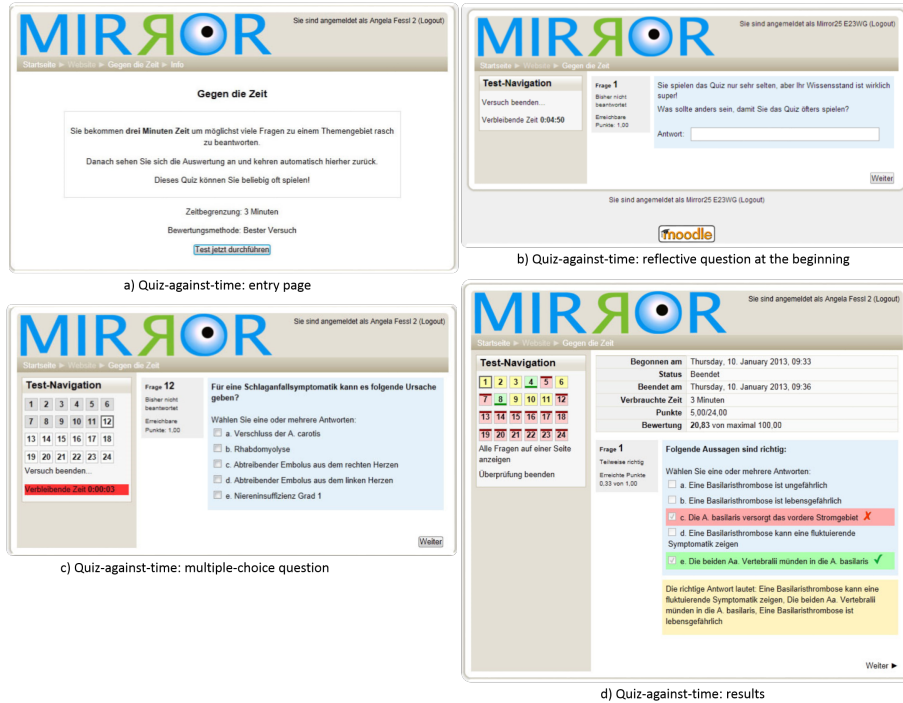 MIRROR
Sie sind angemeldet als Angela Fessl 2 (Logout)
Startseite ► Website ► Gegen die Zeit ► Info
Gegen die Zeit
Sie bekommen drei Minuten Zeit um möglichst viele Fragen zu einem Themengebiet rasch
zu beantworten.
Danach sehen Sie sich die Auswertung an und kehren automatisch hierher zurück.
Dieses Quiz können Sie beliebig oft spielen!
Zeitbegrenzung: 3 Minuten
Bewertungsmethode: Bester Versuch
Test jetzt durchführen
a) Quiz-against-time: entry page
MIRROR
Sie sind angemeldet als Mirror25 E23WG (Logout)
Startseite ► Website ► Gegen die Zeit
Test-Navigation
Versuch beenden...
Verbleibende Zeit 0:04:50
Frage 1
Bisher nicht
beantwortet
Erreichbare
Punkte: 1,00
Sie spielen das Quiz nur sehr selten, aber Ihr Wissensstand ist wirklich
super!
Was sollte anders sein, damit Sie das Quiz öfters spielen?
Antwort:
Weiter
Sie sind angemeldet als Mirror25 E23WG (Logout)
moodle
b) Quiz-against-time: reflective question at the beginning
MIRROR
Sie sind angemeldet als Angela Fessl 2 (Logout)
Startseite ► Website ► Gegen die Zeit
Test-Navigation
1 2 3 4 5 6
7 8 9 10 11 12
13 14 15 16 17 18
19 20 21 22 23 24
Versuch beenden...
Verbleibende Zeit 0:00:03
Frage 12
Bisher nicht
beantwortet
Erreichbare
Punkte: 1,00
Für eine Schlaganfallsymptomatik kann es folgende Ursache
geben?
Wählen Sie eine oder mehrere Antworten:
a. Verschluss der A. carotis
b. Rhabdomyolyse
c. Abtreibender Embolus aus dem rechten Herzen
d. Abtreibender Embolus aus dem linken Herzen
e. Niereninsuffizienz Grad 1
Weiter
c) Quiz-against-time: multiple-choice question
MIRROR
Sie sind angemeldet als Angela Fessl 2 (Logout)
Startseite ► Website ► Gegen die Zeit
Test-Navigation
1 2 3 4 5 6
7 8 9 10 11 12
13 14 15 16 17 18
19 20 21 22 23 24
Alle Fragen auf einer Seite
anzeigen
Überprüfung beenden
Begonnen am Thursday, 10. January 2013, 09:33
Status Beendet
Beendet am Thursday, 10. January 2013, 09:36
Verbrauchte Zeit 3 Minuten
Punkte 5,00/24,00
Bewertung 20,83 von maximal 100,00
Frage 1
Teilweise richtig
Erreichte Punkte
0,33 von 1,00
Folgende Aussagen sind richtig:
Wählen Sie eine oder mehrere Antworten:
a. Eine Basilaristhrombose ist ungefährlich
b. Eine Basilaristhrombose ist lebensgefährlich
c. Die A. basilaris versorgt das vordere Stromgebiet ✗
d. Eine Basilaristhrombose kann eine fluktuierende
Symptomatik zeigen
e. Die beiden Aa. Vertebralii münden in die A. basilaris ✓
Die richtige Antwort lautet: Eine Basilaristhrombose kann eine
fluktuierende Symptomatik zeigen, Die beiden Aa. Vertebralii
münden in die A. basilaris, Eine Basilaristhrombose ist
lebensgefährlich
Weiter ►
d) Quiz-against-time: results